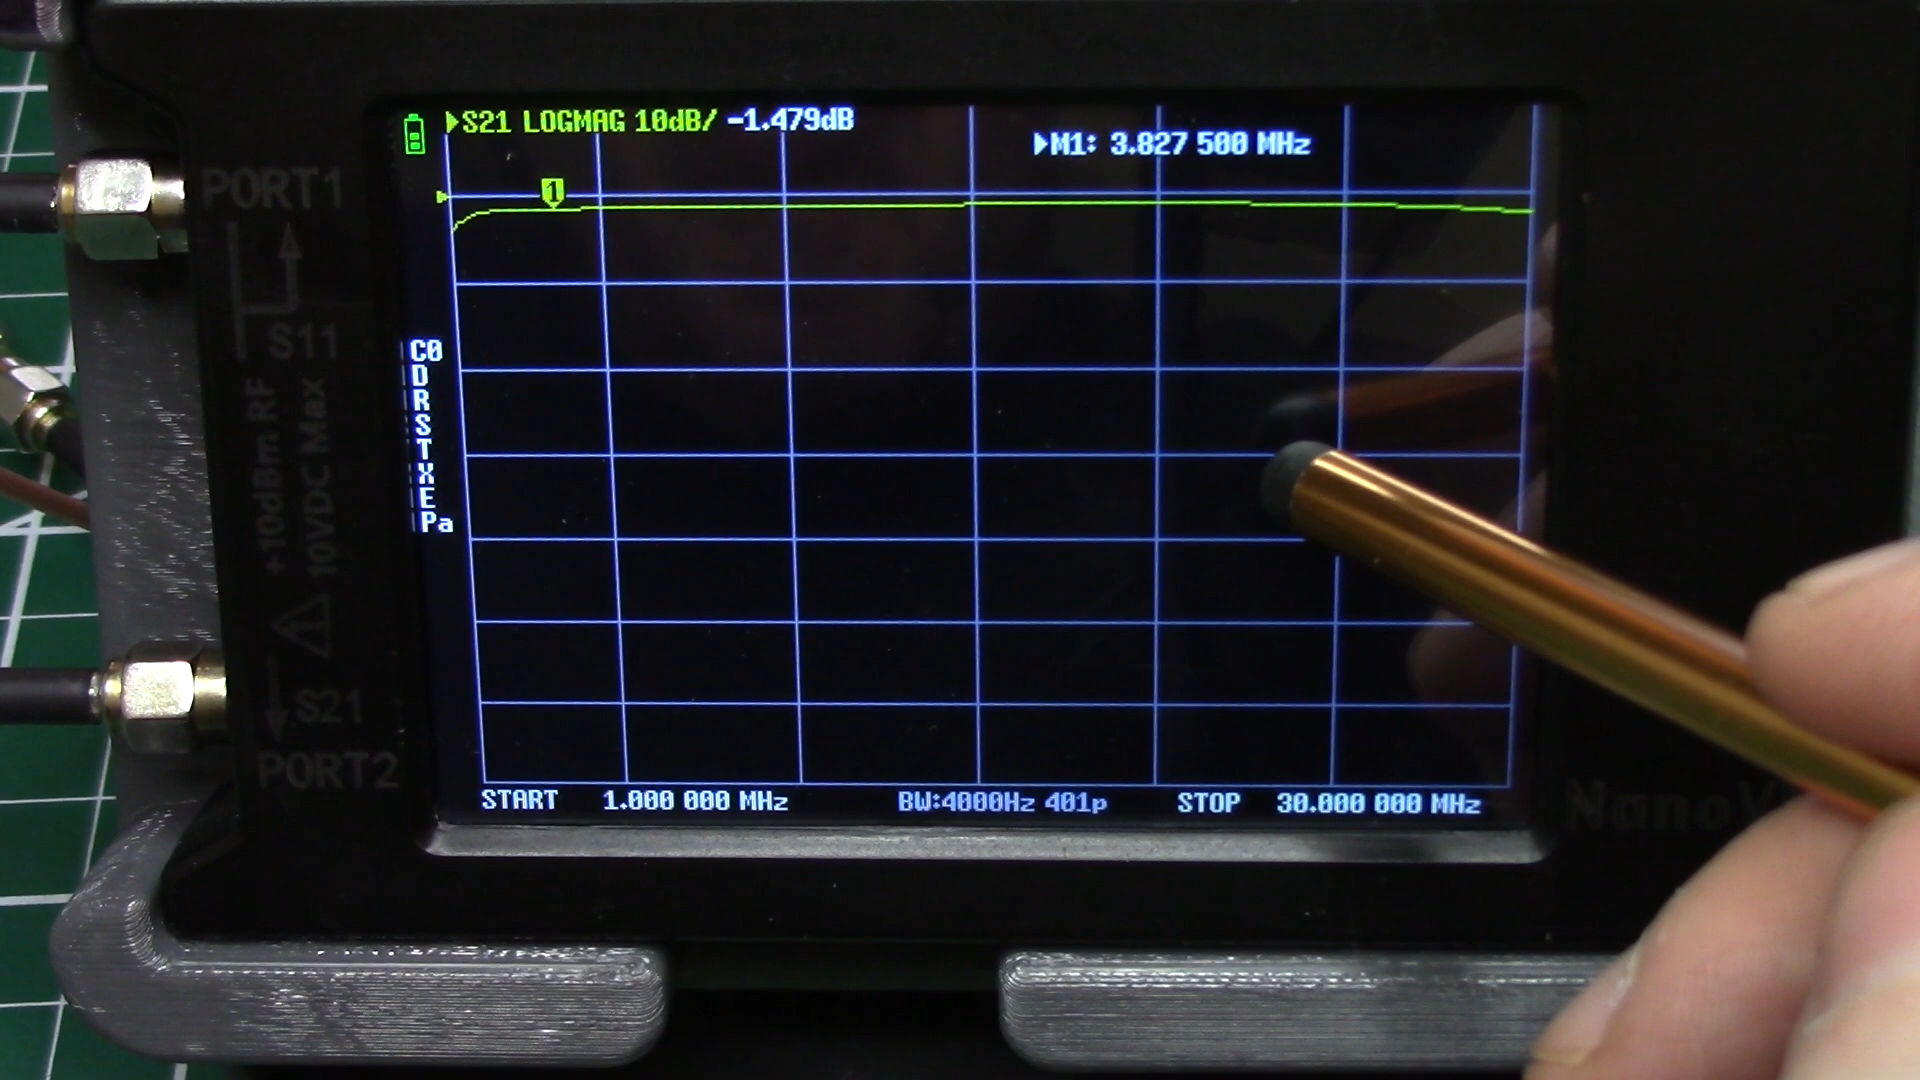 ▶S21 LOGMAG 10dB/ -1.479dB
▶M1: 3.827 500 MHz
1
PORT1
S11
+10dBm RF
10VDC Max
C0
D
R
S
T
X
E
Pa
S21
PORT2
START 1.000 000 MHz
BW:4000Hz 401p
STOP 30.000 000 MHz